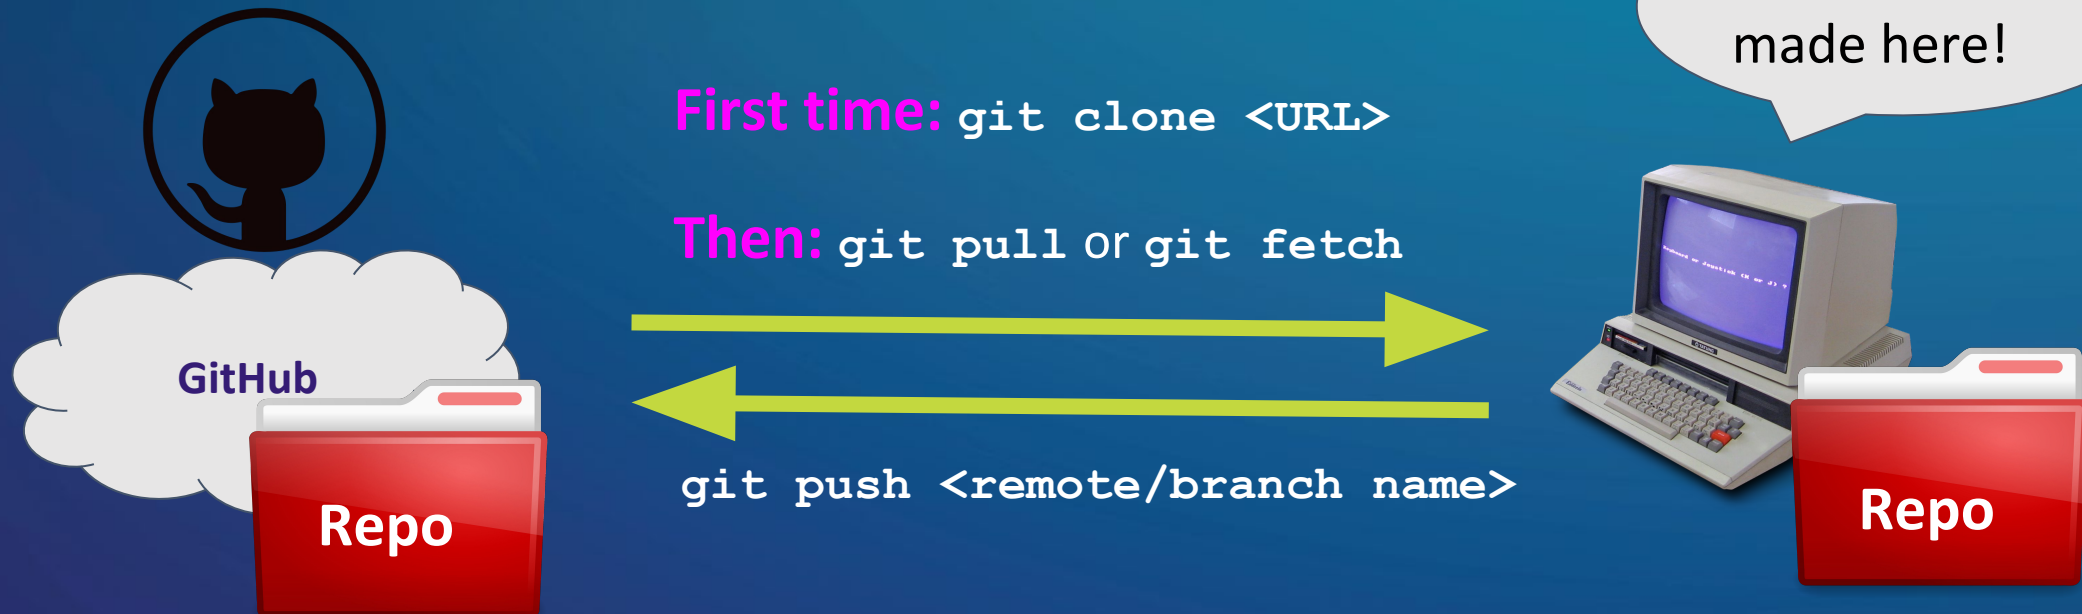 made here!
First time: git clone <URL>
Then: git pull or git fetch
GitHub
git push <remote/branch name>
Repo
Repo